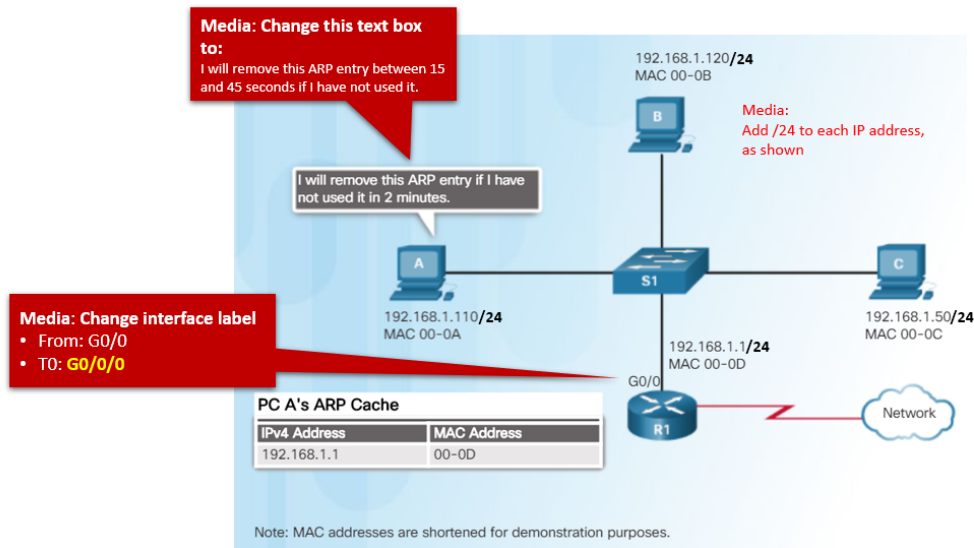 Media: Change this text box
to:
I will remove this ARP entry between 15
and 45 seconds if I have not used it.
192.168.1.120/24
MAC 00-0B
B
Media:
Add /24 to each IP address,
as shown
I will remove this ARP entry if I have
not used it in 2 minutes.
A
S1
C
192.168.1.110/24
MAC 00-0A
192.168.1.50/24
MAC 00-0C
Media: Change interface label
• From: G0/0
• T0: G0/0/0
192.168.1.1/24
MAC 00-0D
G0/0
R1
Network
PC A's ARP Cache
IPv4 Address MAC Address
192.168.1.1 00-0D
Note: MAC addresses are shortened for demonstration purposes.